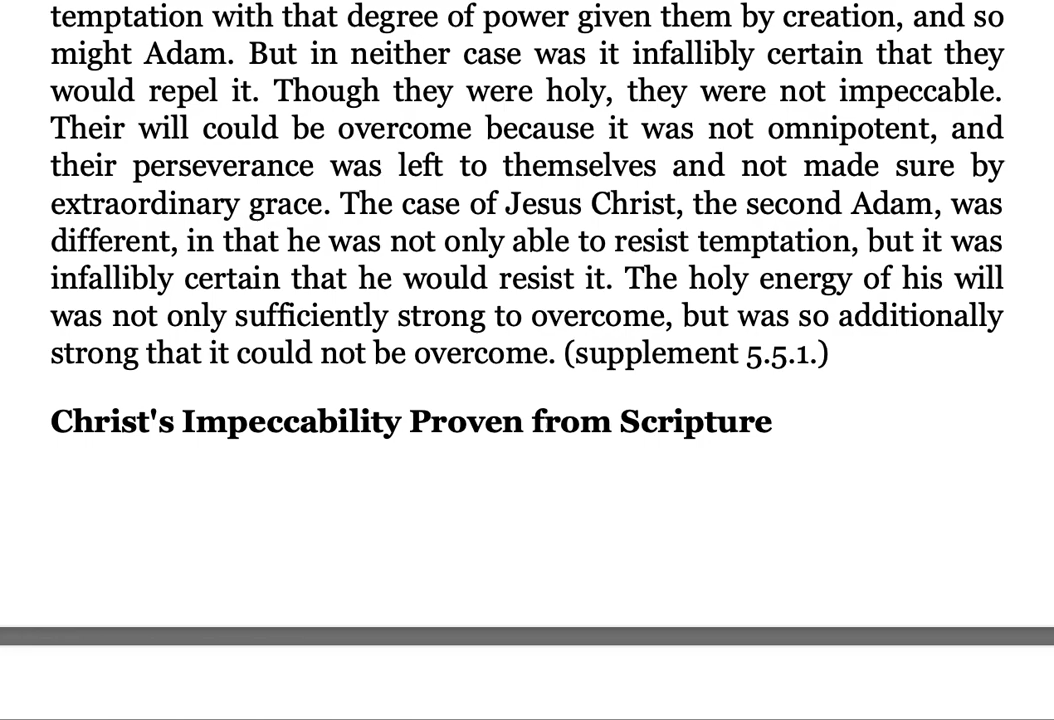 temptation with that degree of power given them by creation, and so
might Adam. But in neither case was it infallibly certain that they
would repel it. Though they were holy, they were not impeccable.
Their will could be overcome because it was not omnipotent, and
their perseverance was left to themselves and not made sure by
extraordinary grace. The case of Jesus Christ, the second Adam, was
different, in that he was not only able to resist temptation, but it was
infallibly certain that he would resist it. The holy energy of his will
was not only sufficiently strong to overcome, but was so additionally
strong that it could not be overcome. (supplement 5.5.1.)
Christ's Impeccability Proven from Scripture